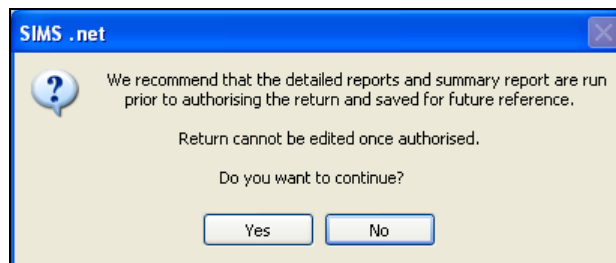 SIMS .net
We recommend that the detailed reports and summary report are run
prior to authorising the return and saved for future reference.
Return cannot be edited once authorised.
Do you want to continue?
Yes No